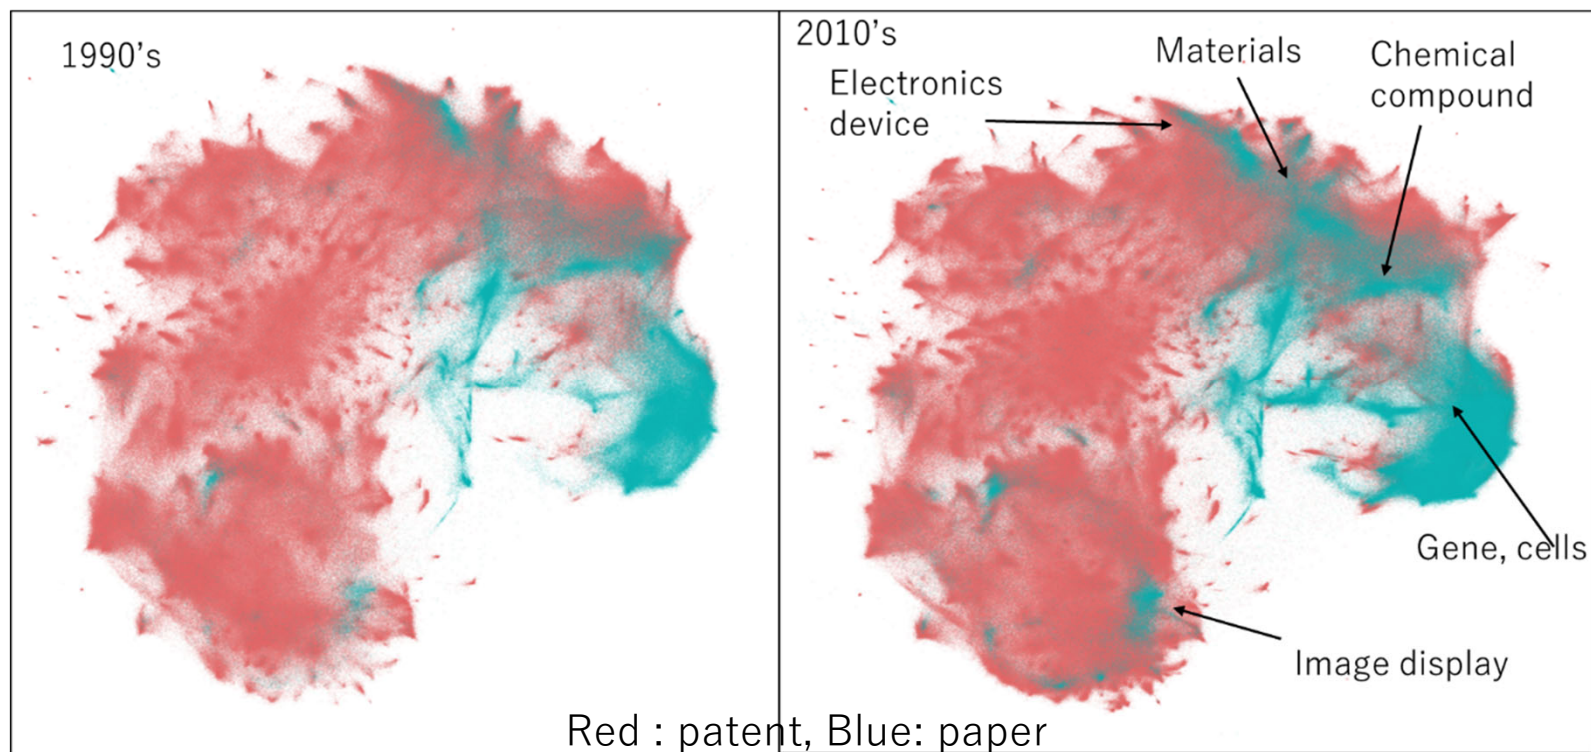 1990's
2010's
Electronics
device
Materials
Chemical
compound
Gene, cells
Image display
Red : patent, Blue: paper